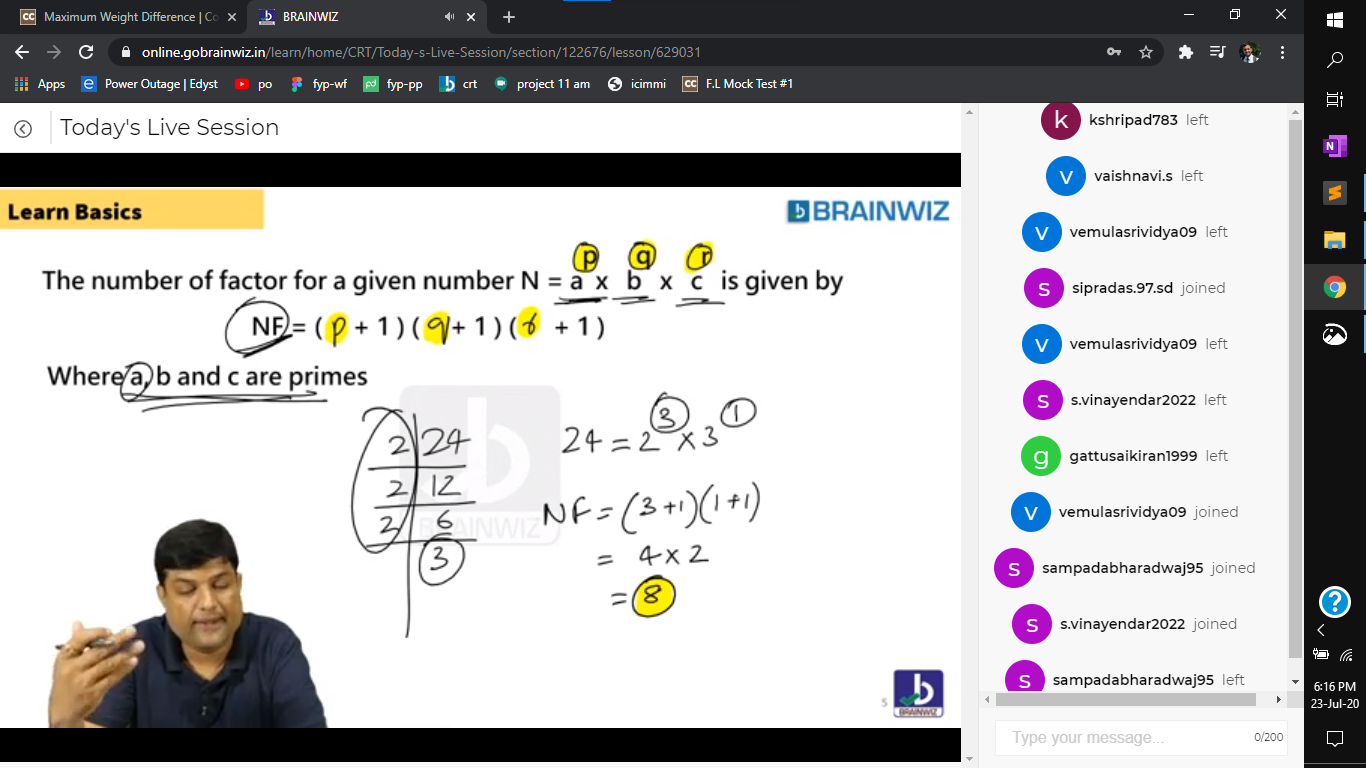 Maximum Weight Difference | Co
BRAINWIZ
online.gobrainwiz.in/learn/home/CRT/Today-s-Live-Session/section/122676/lesson/629031
Apps Power Outage | Edyst po fyp-wf fyp-pp crt project 11 am icimmi F.L Mock Test #1
Today's Live Session
Learn Basics
BRAINWIZ
p q r
The number of factor for a given number N = a x b x c is given by
NF = ( p + 1 ) ( q + 1 ) ( r + 1 )
Where a, b and c are primes
2 24
2 12
2 6
3
BRAINWIZ
24 = 2^3 × 3^1
NF = (3+1)(1+1)
= 4 × 2
= 8
5
BRAINWIZ
k kshripad783 left
v vaishnavi.s left
v vemulasrividya09 left
s sipradas.97.sd joined
v vemulasrividya09 left
s s.vinayendar2022 left
g gattusaikiran1999 left
v vemulasrividya09 joined
s sampadabharadwaj95 joined
s s.vinayendar2022 joined
s sampadabharadwaj95 left
Type your message... 0/200
6:16 PM
23-Jul-20